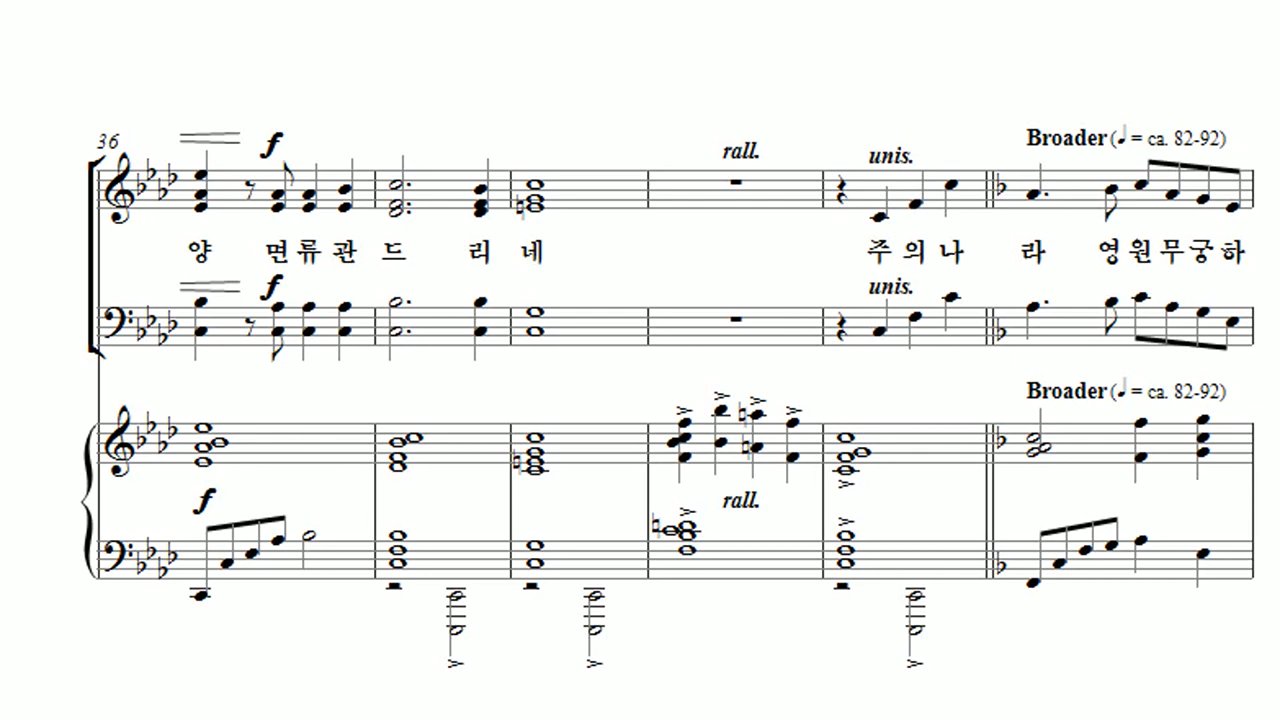 Broader (♩ = ca. 82-92)
36
f
rall.
unis.
양 면류관 드 리 네 주 의 나 라 영원무궁하
f
unis.
Broader (♩ = ca. 82-92)
f
rall.